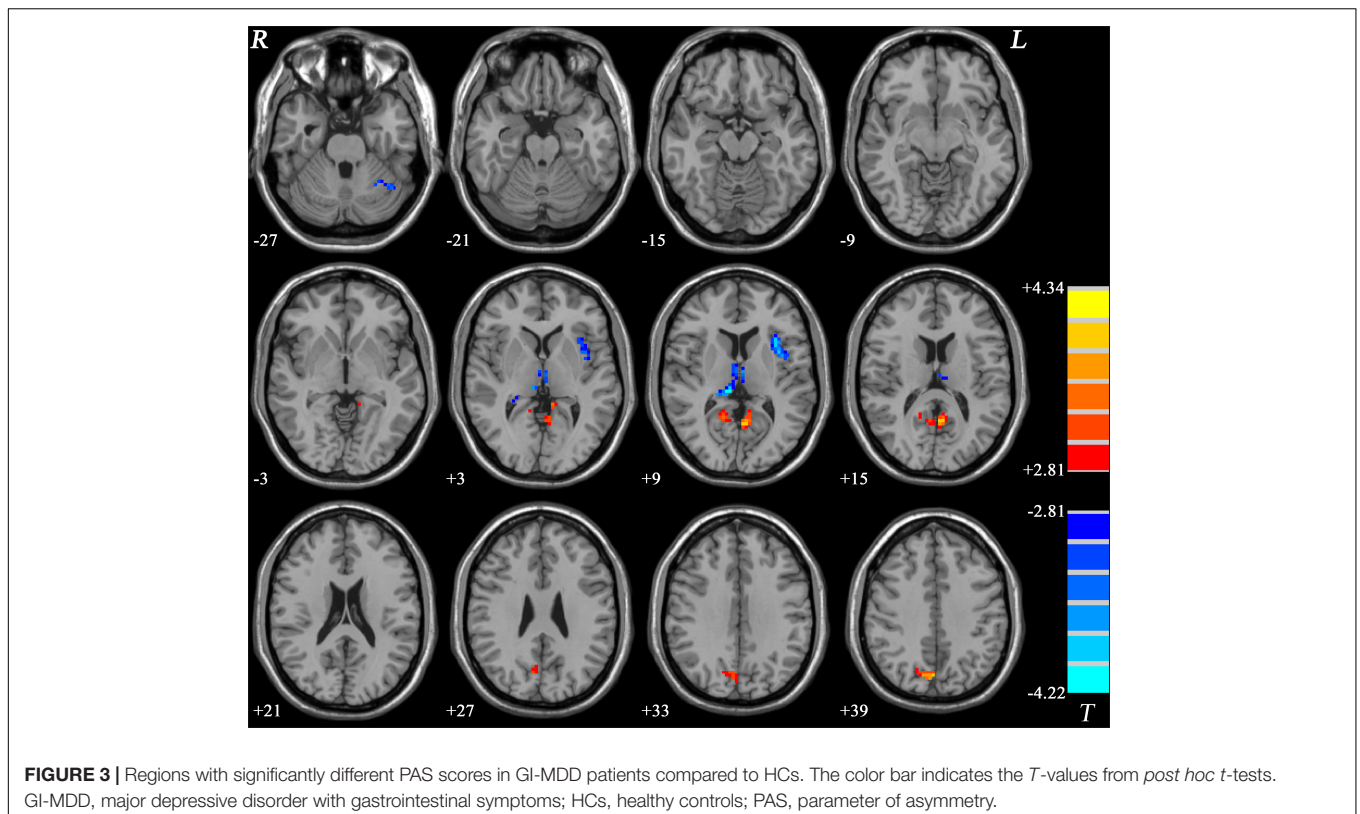 R L
-27 -21 -15 -9
+4.34
-3 +3 +9 +15
+2.81
-2.81
-4.22
+21 +27 +33 +39
T
FIGURE 3 | Regions with significantly different PAS scores in GI-MDD patients compared to HCs. The color bar indicates the T-values from post hoc t-tests.
GI-MDD, major depressive disorder with gastrointestinal symptoms; HCs, healthy controls; PAS, parameter of asymmetry.